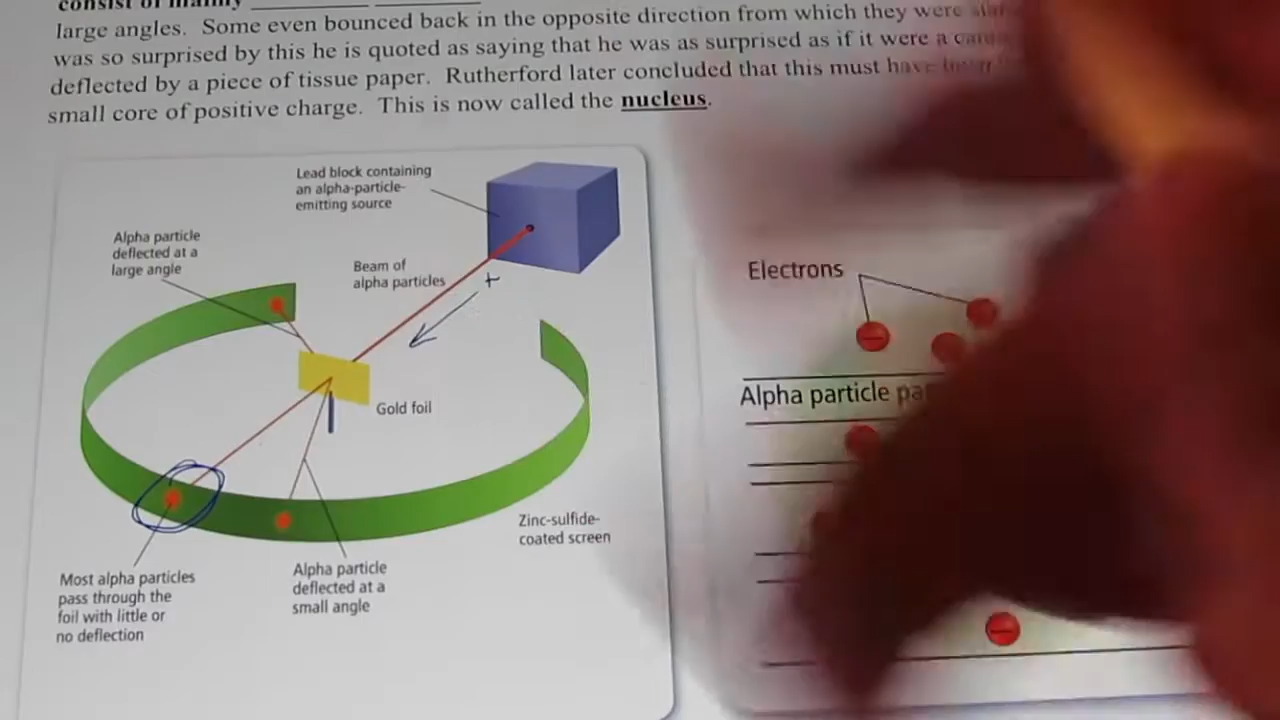 consist of mainly
large angles. Some even bounced back in the opposite direction from which they were
was so surprised by this he is quoted as saying that he was as surprised as if it were a
deflected by a piece of tissue paper. Rutherford later concluded that this must have been
small core of positive charge. This is now called the nucleus.
Lead block containing
an alpha-particle-
emitting source
Alpha particle
deflected at a
large angle
Beam of
alpha particles
+
Gold foil
Zinc-sulfide-
coated screen
Most alpha particles
pass through the
foil with little or
no deflection
Alpha particle
deflected at a
small angle
Electrons
Alpha particle